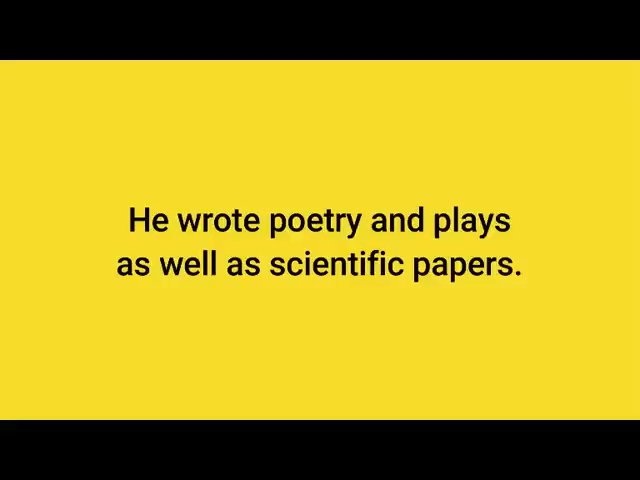 He wrote poetry and plays
as well as scientific papers.